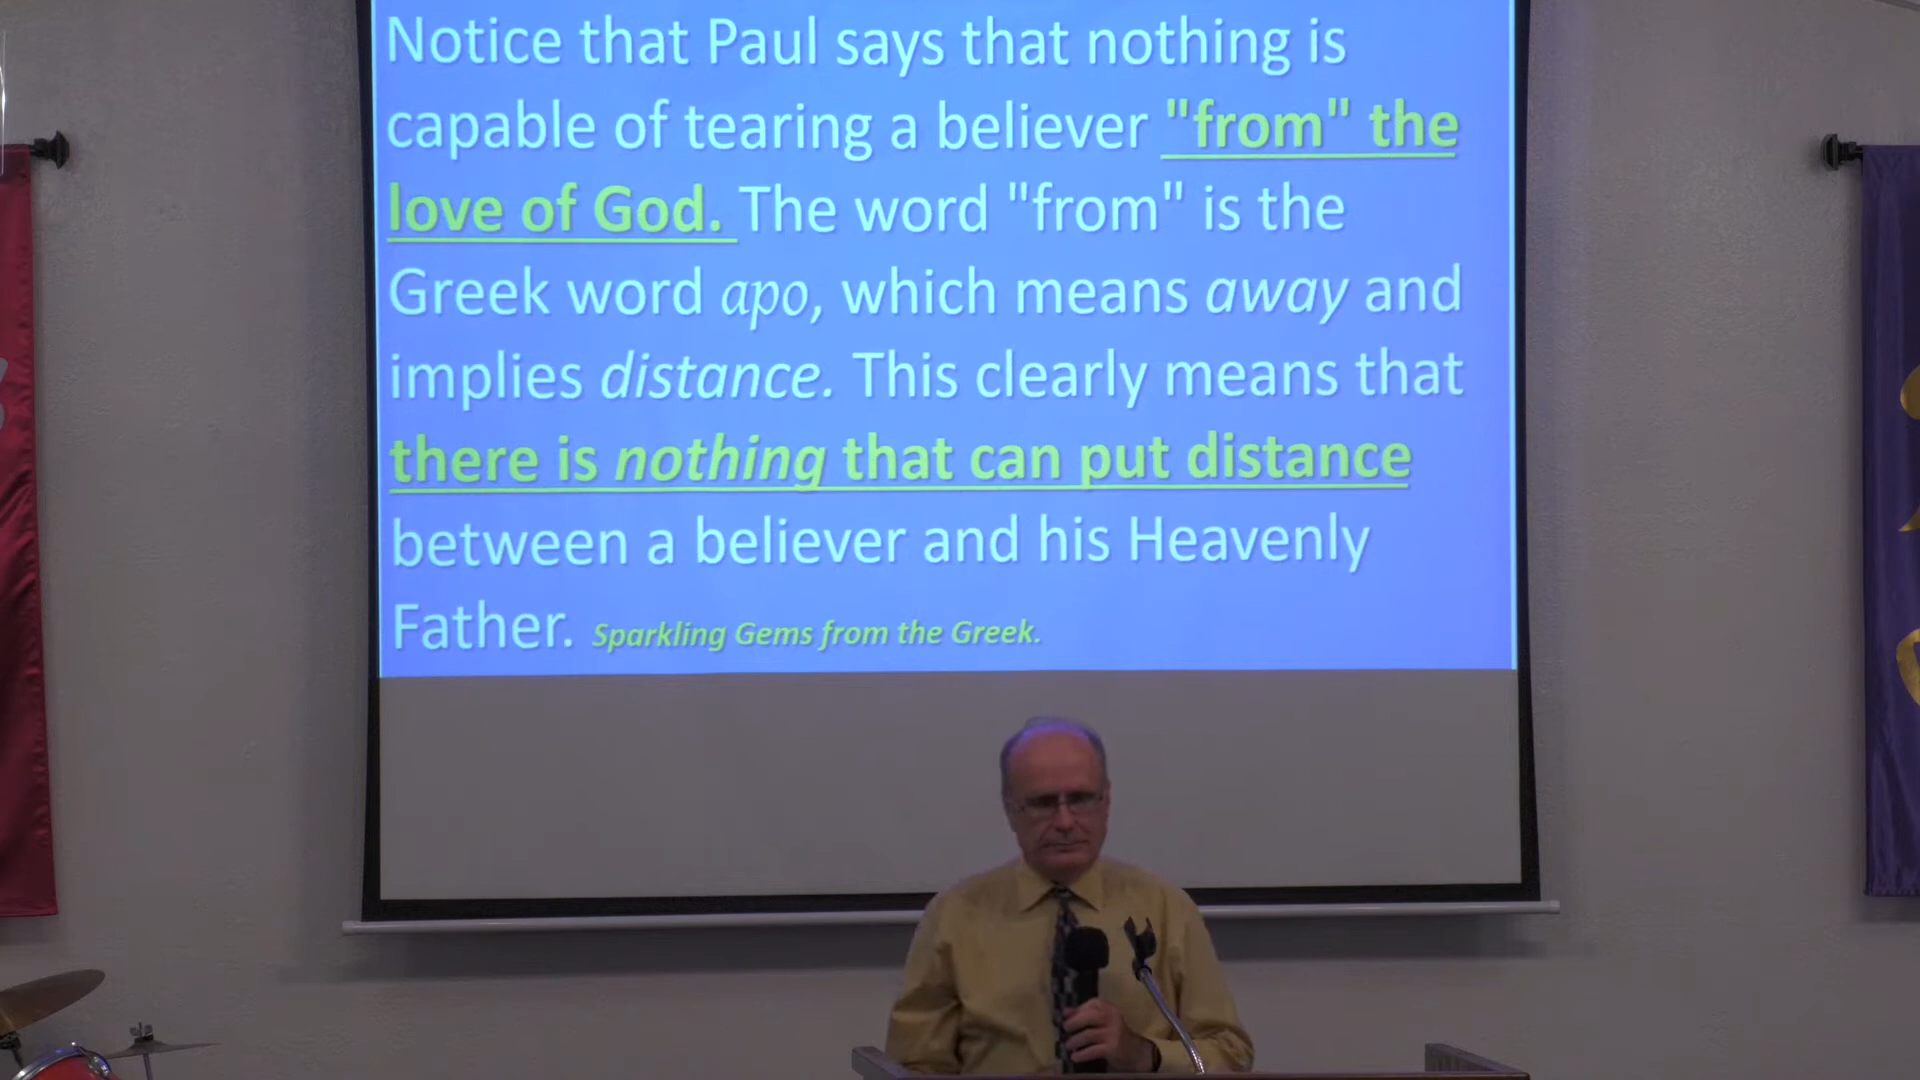 Notice that Paul says that nothing is
capable of tearing a believer "from" the
love of God. The word "from" is the
Greek word apo, which means away and
implies distance. This clearly means that
there is nothing that can put distance
between a believer and his Heavenly
Father. Sparkling Gems from the Greek.